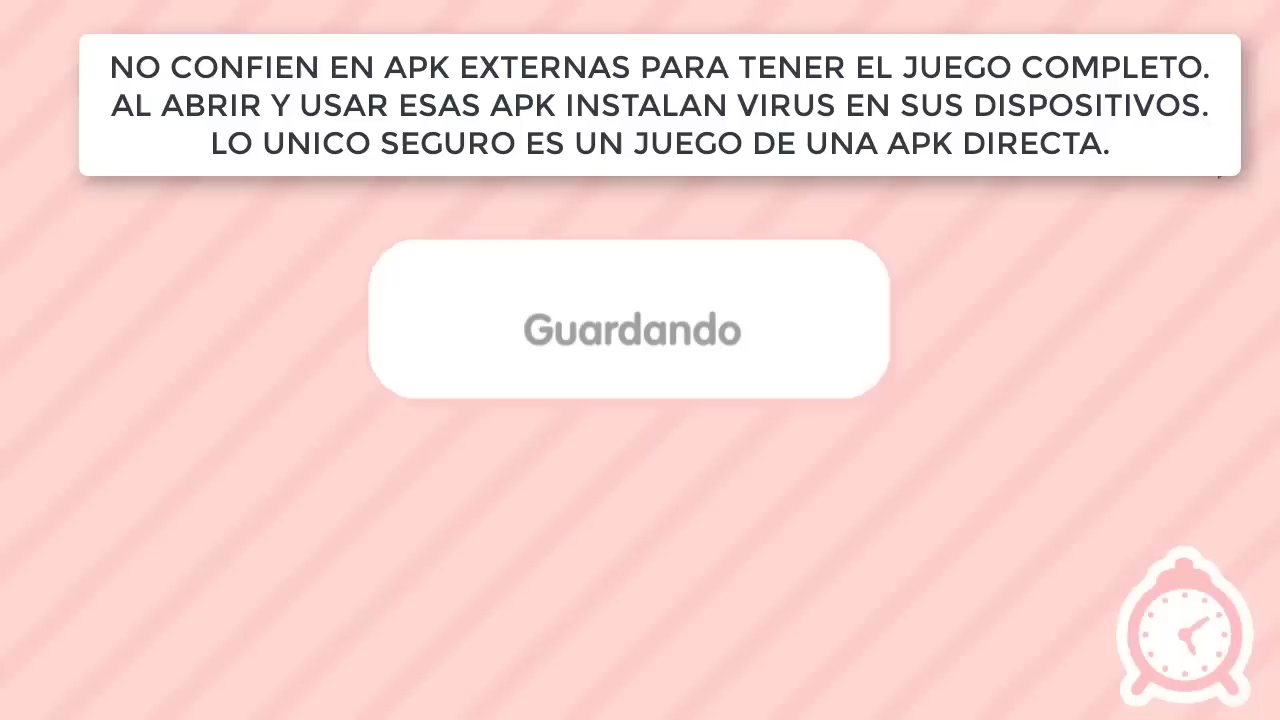 NO CONFIEN EN APK EXTERNAS PARA TENER EL JUEGO COMPLETO.
AL ABRIR Y USAR ESAS APK INSTALAN VIRUS EN SUS DISPOSITIVOS.
LO UNICO SEGURO ES UN JUEGO DE UNA APK DIRECTA.
Guardando